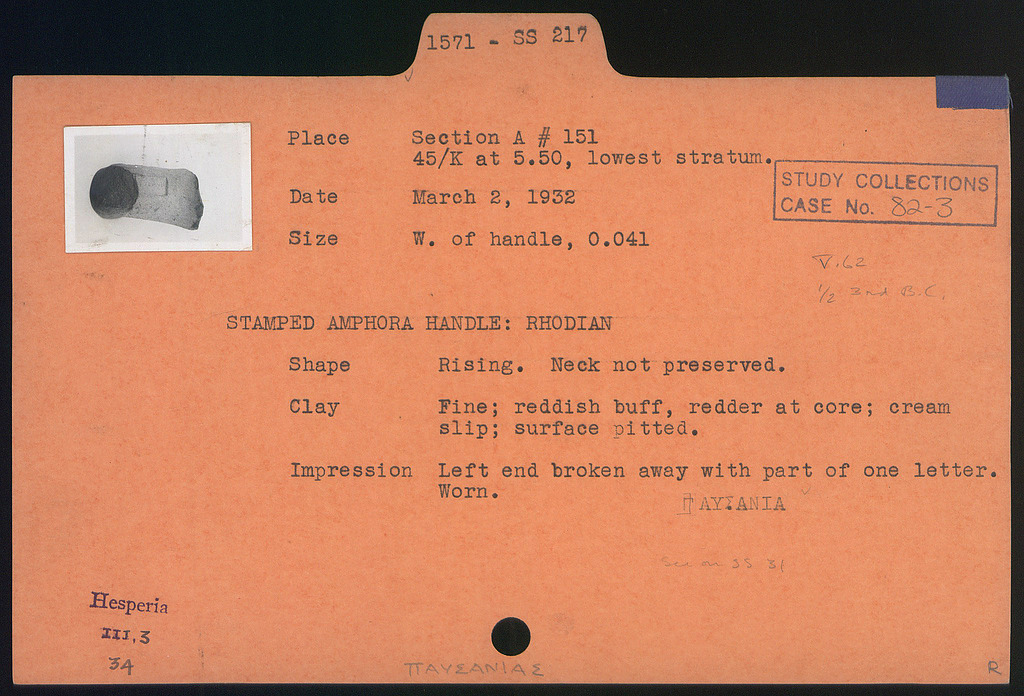 1571 - SS 217
Place Section A # 151
45/K at 5.50, lowest stratum.
STUDY COLLECTIONS
CASE No. 82-3
Date March 2, 1932
Size W. of handle, 0.041
V.62
1/2 3rd B.C.
STAMPED AMPHORA HANDLE: RHODIAN
Shape Rising. Neck not preserved.
Clay Fine; reddish buff, redder at core; cream
slip; surface pitted.
Impression Left end broken away with part of one letter.
Worn.
ΠΑΥΣΑΝΙΑ
SS 31
Hesperia
III.3
34
ΠΑΥΣΑΝΙΑΣ
R